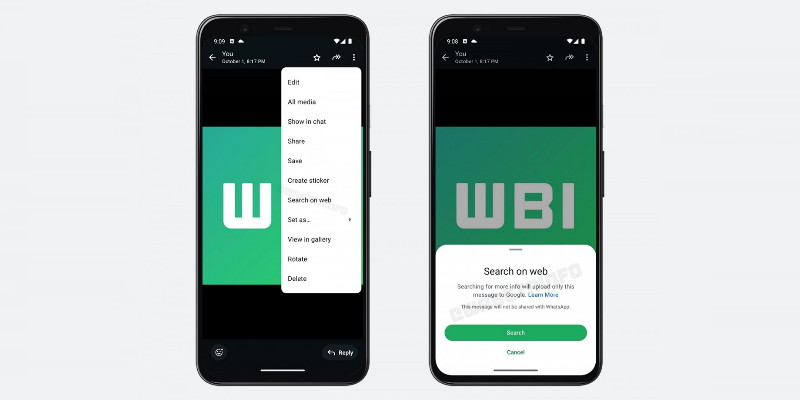 9:09
You
October 1, 8:17 PM
Edit
All media
Show in chat
Share
Save
Create sticker
Search on web
Set as...
View in gallery
Rotate
Delete
W
Reply
9:08
You
October 1, 8:17 PM
WBI
Search on web
Searching for more info will upload only this
message to Google. Learn More
This message will not be shared with WhatsApp.
Search
Cancel